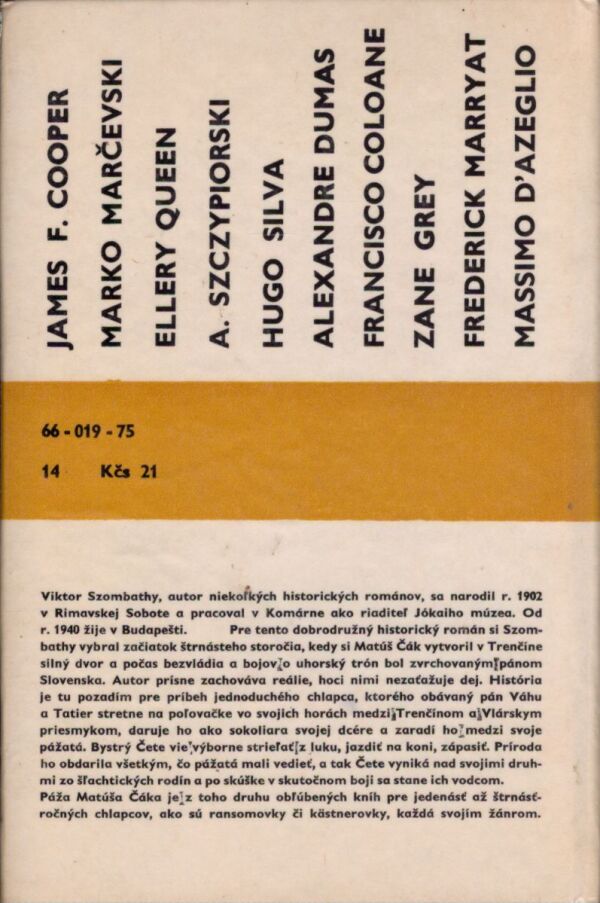 JAMES F. COOPER
MARKO MARČEVSKI
ELLERY QUEEN
A. SZCZYPIORSKI
HUGO SILVA
ALEXANDRE DUMAS
FRANCISCO COLOANE
ZANE GREY
FREDERICK MARRYAT
MASSIMO D'AZEGLIO
66 - 019 - 75
14 Kčs 21
Viktor Szombathy, autor niekoľkých historických románov, sa narodil r. 1902
v Rimavskej Sobote a pracoval v Komárne ako riaditeľ Jókaiho múzea. Od
r. 1940 žije v Budapešti. Pre tento dobrodružný historický román si Szom-
bathy vybral začiatok štrnásteho storočia, kedy si Matúš Čák vytvoril v Trenčíne
silný dvor a počas bezvládia a bojov o uhorský trón bol zvrchovaným pánom
Slovenska. Autor prísne zachováva reálie, hoci nimi nezaťažuje dej. História
je tu pozadím pre príbeh jednoduchého chlapca, ktorého obávaný pán Váhu
a Tatier stretne na poľovačke vo svojich horách medzi Trenčínom a Vlárskym
priesmykom, daruje ho ako sokoliara svojej dcére a zaradí ho medzi svoje
pážatá. Bystrý Čete vie výborne strieľať z luku, jazdiť na koni, zápasiť. Príroda
ho obdarila všetkým, čo pážatá mali vedieť, a tak Čete vyniká nad svojimi druh-
mi zo šľachtických rodín a po skúške v skutočnom boji sa stane ich vodcom.
Páža Matúša Čáka je z toho druhu obľúbených kníh pre jedenásť až štrnásť-
ročných chlapcov, ako sú ransomovky či kästnerovky, každá svojím žánrom.